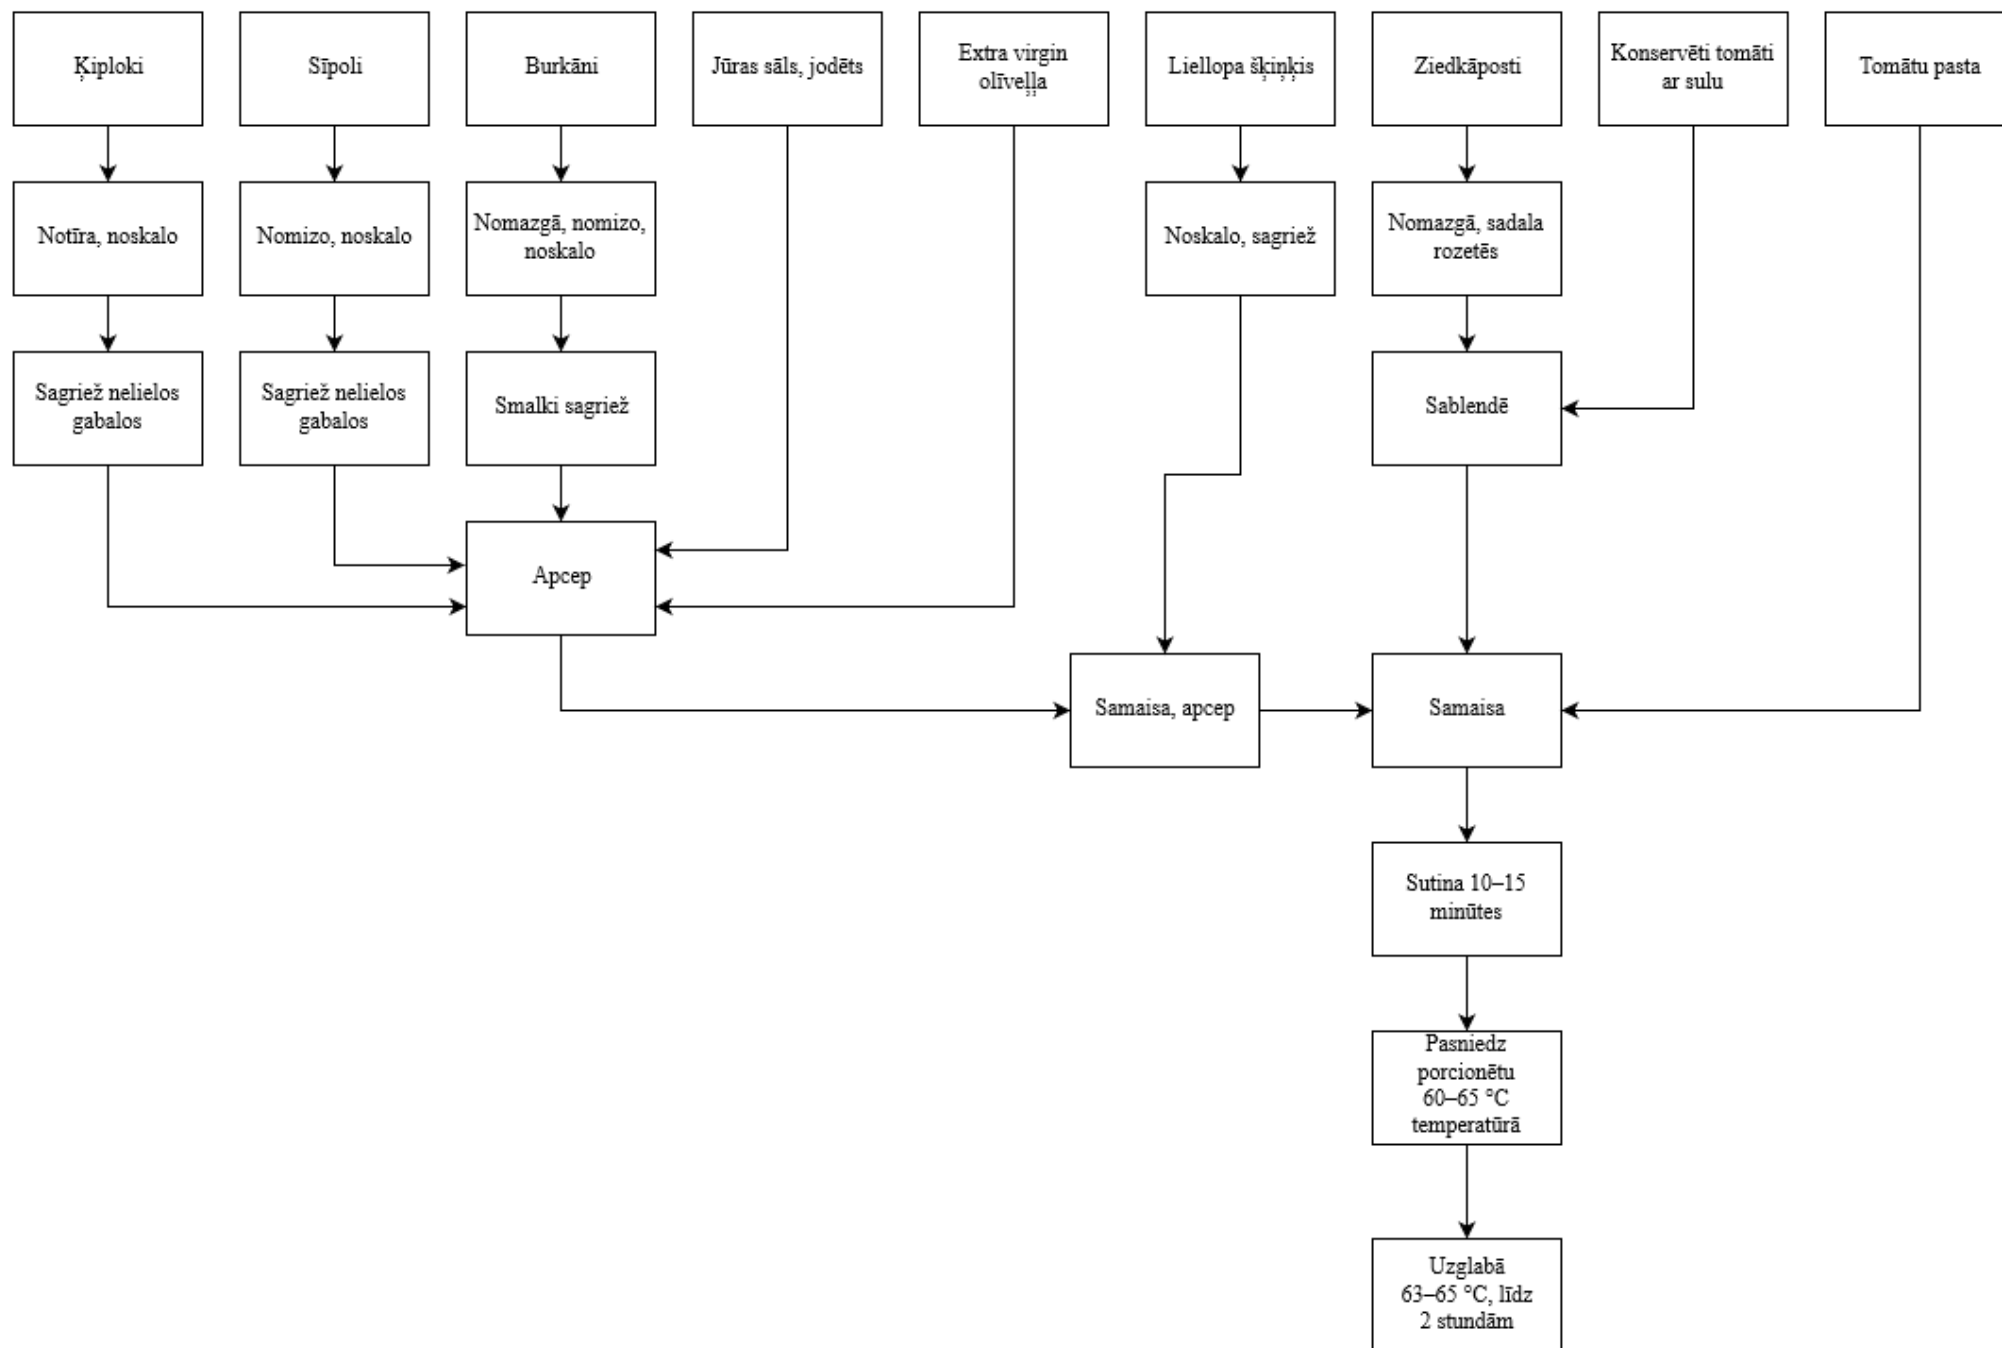 Ķiploki
Sīpoli
Burkāni
Jūras sāls, jodēts
Extra virgin
olīveļļa
Liellopa šķiņķis
Ziedkāposti
Konservēti tomāti
ar sulu
Tomātu pasta
Notīra, noskalo
Nomizo, noskalo
Nomazgā, nomizo,
noskalo
Noskalo, sagriež
Nomazgā, sadala
rozetēs
Sagriež nelielos
gabalos
Sagriež nelielos
gabalos
Smalki sagriež
Sablendē
Apcep
Samaisa, apcep
Samaisa
Sutina 10–15
minūtes
Pasniedz
porcionētu
60–65 °C
temperatūrā
Uzglabā
63–65 °C, līdz
2 stundām